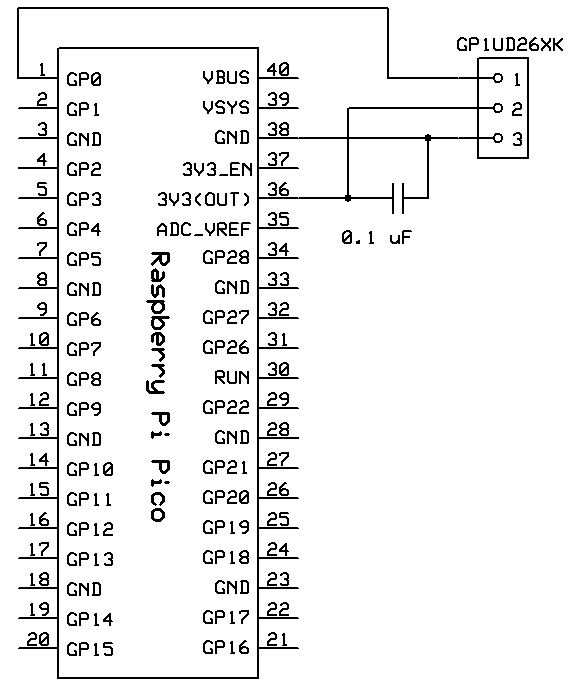 GP1UD26XK
1
2
3
0.1 uF
1 GP0 VBUS 40
2 GP1 VSYS 39
3 GND GND 38
4 GP2 3V3_EN 37
5 GP3 3V3(OUT) 36
6 GP4 ADC_VREF 35
7 GP5 GP28 34
8 GND GND 33
9 GP6 GP27 32
10 GP7 GP26 31
11 GP8 RUN 30
12 GP9 GP22 29
13 GND GND 28
14 GP10 GP21 27
15 GP11 GP20 26
16 GP12 GP19 25
17 GP13 GP18 24
18 GND GND 23
19 GP14 GP17 22
20 GP15 GP16 21
Raspberry Pi Pico